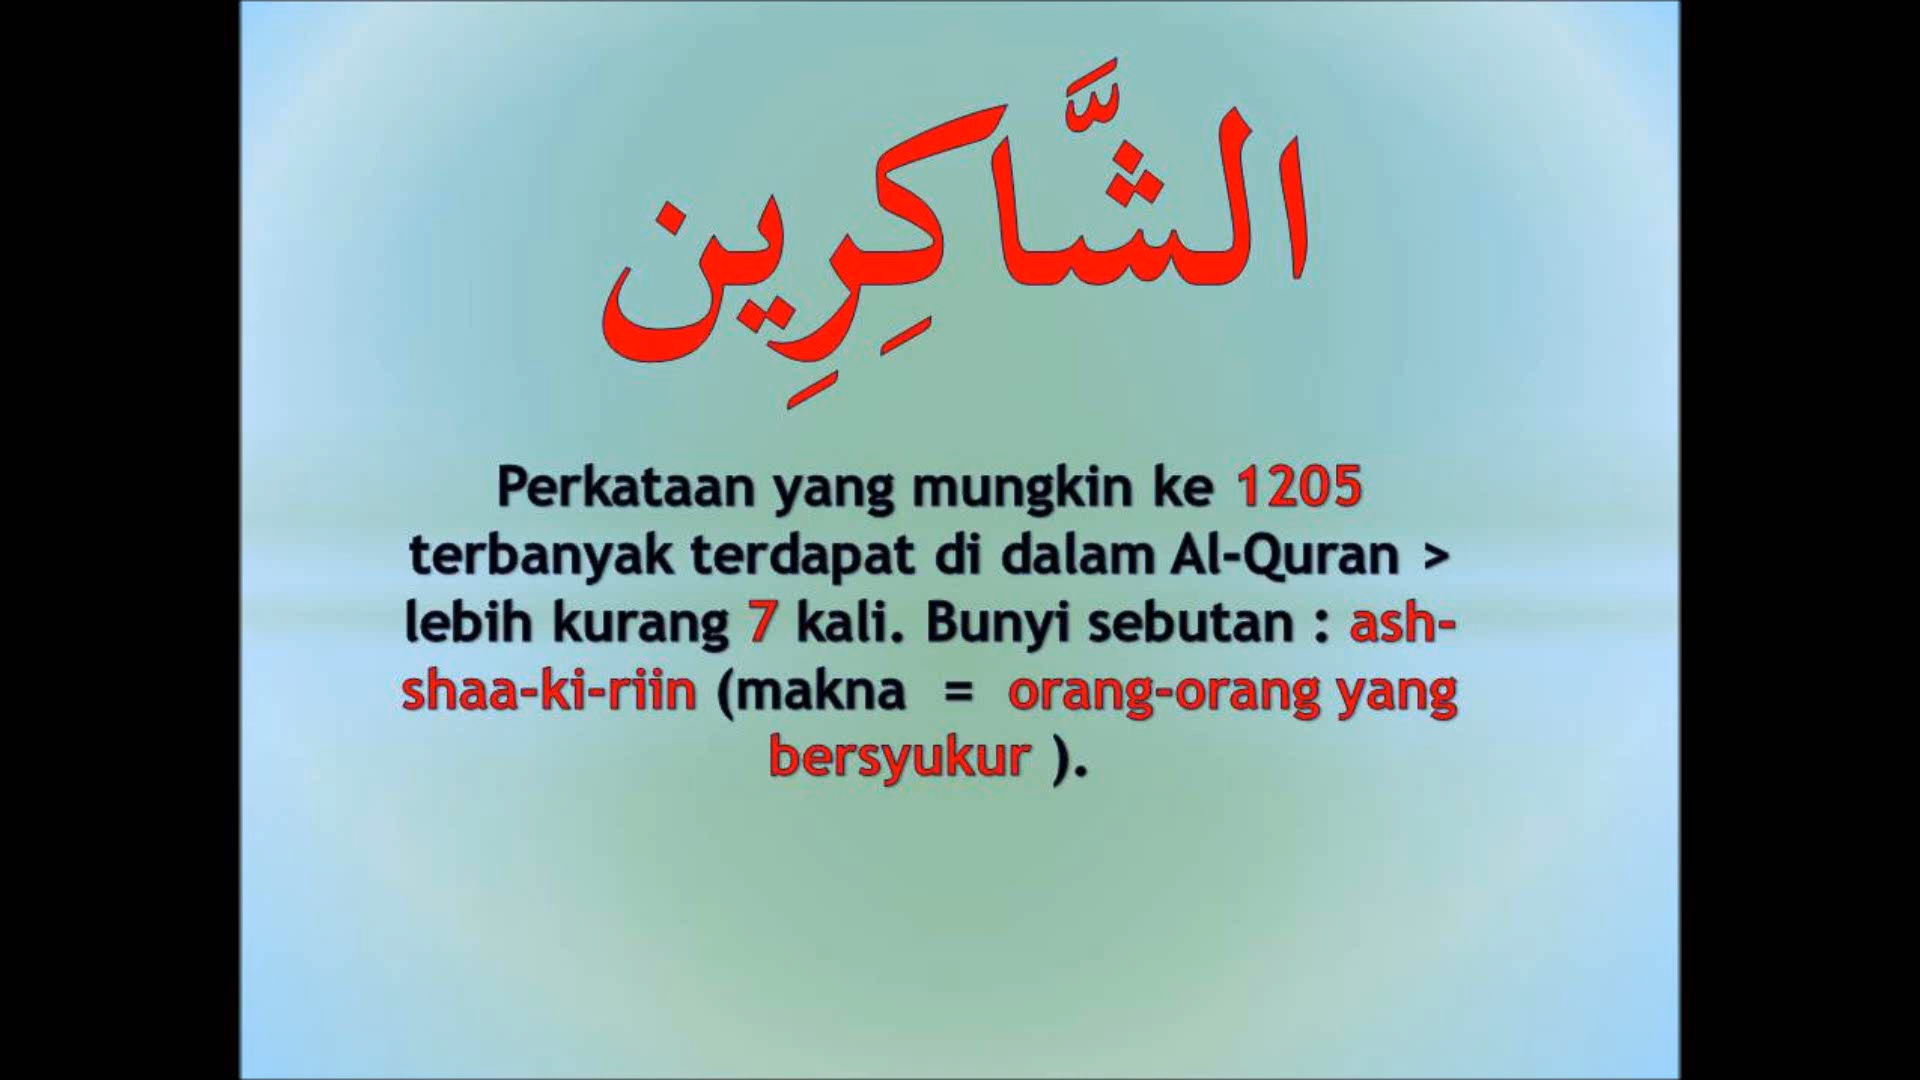 الشَّاكِرِين
Perkataan yang mungkin ke 1205
terbanyak terdapat di dalam Al-Quran >
lebih kurang 7 kali. Bunyi sebutan : ash-
shaa-ki-riin (makna = orang-orang yang
bersyukur ).